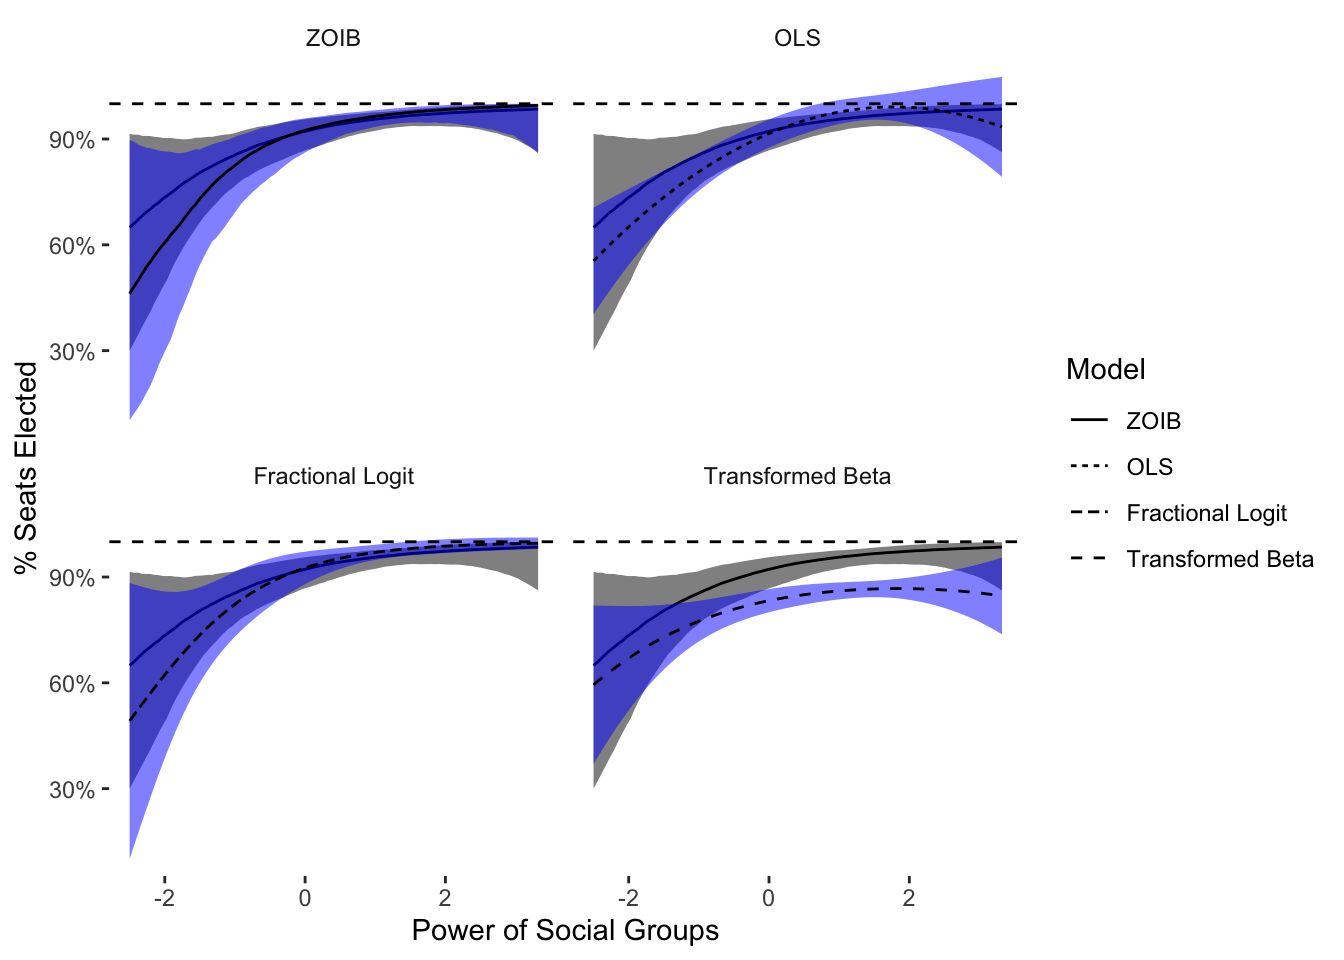 ZOIB
OLS
90%
60%
30%
Fractional Logit
Transformed Beta
90%
60%
30%
-2
0
2
-2
0
2
Power of Social Groups
% Seats Elected
Model
ZOIB
OLS
Fractional Logit
Transformed Beta